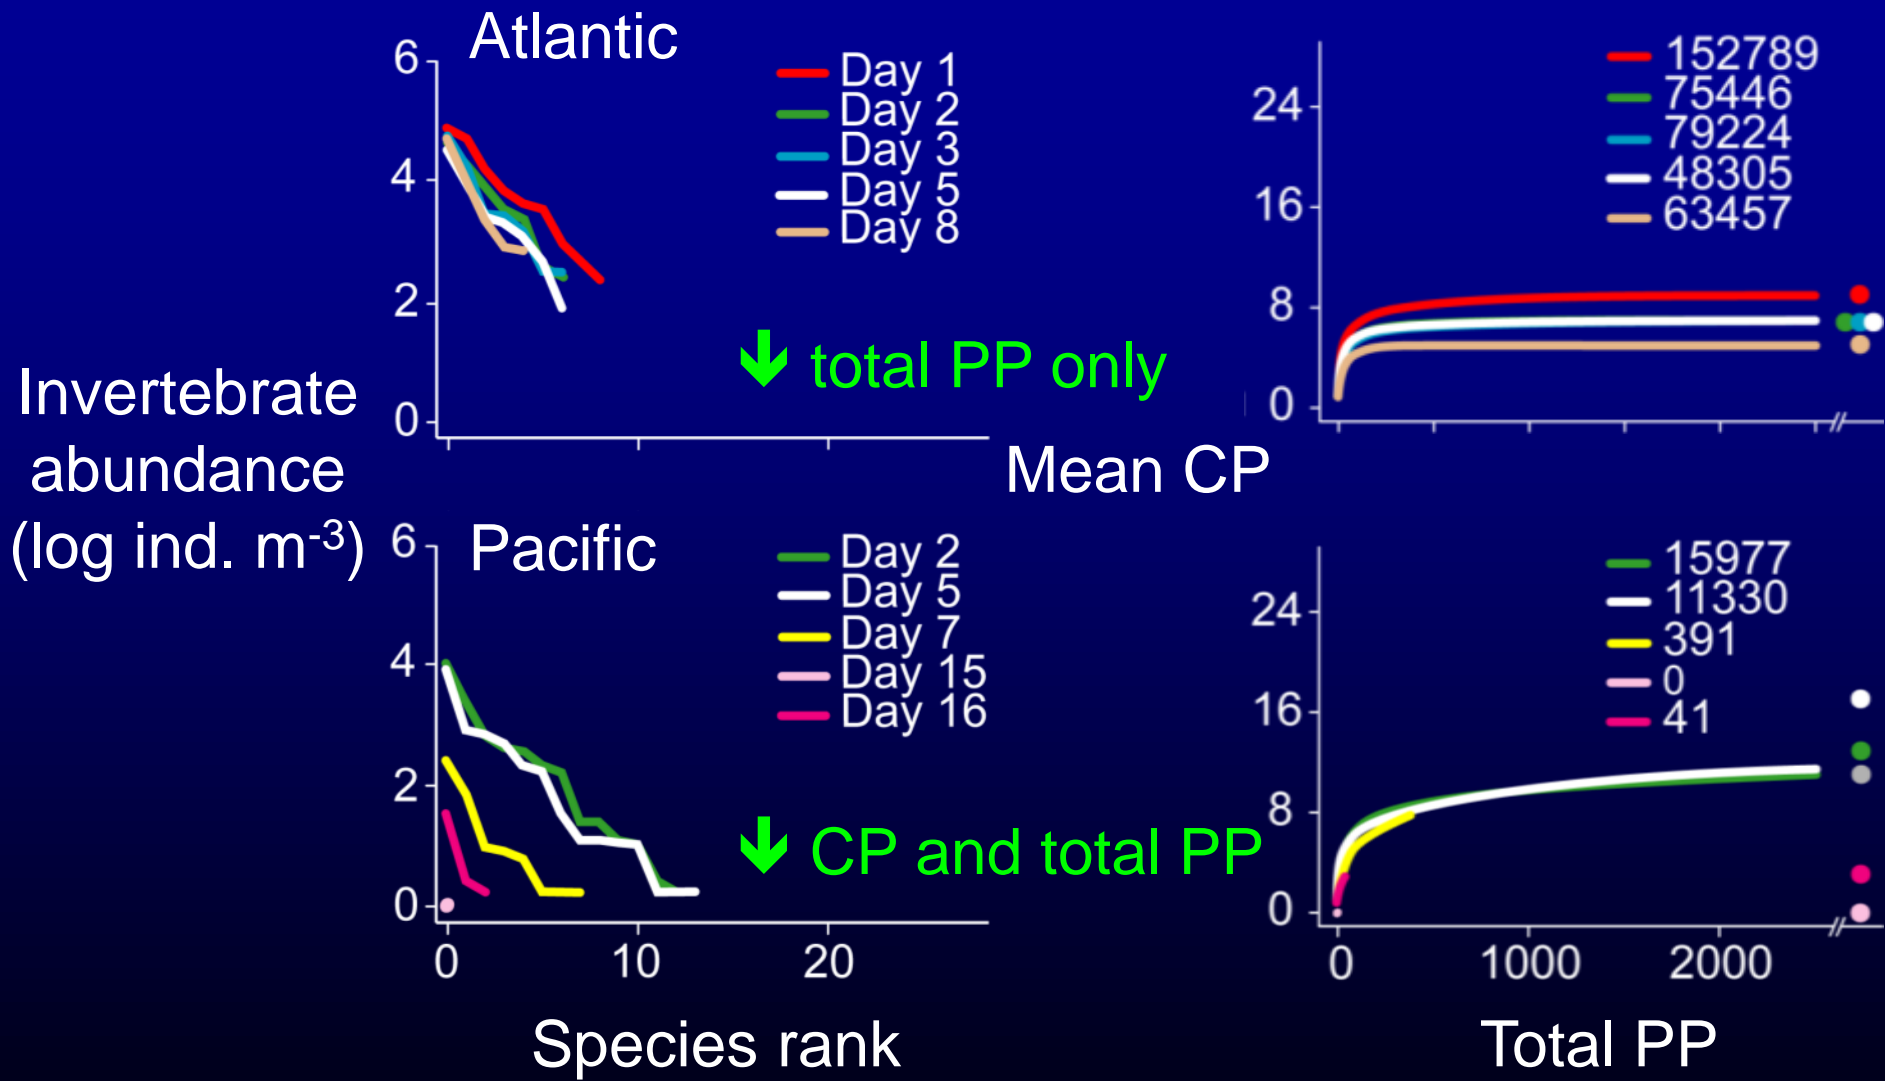 Atlantic
6
4
2
0
Day 1
Day 2
Day 3
Day 5
Day 8
🡻 total PP only
24
16
8
0
152789
75446
79224
48305
63457
Invertebrate
abundance
(log ind. m-3)
Mean CP
Pacific
6
4
2
0
Day 2
Day 5
Day 7
Day 15
Day 16
🡻 CP and total PP
0 10 20
Species rank
24
16
8
0
15977
11330
391
0
41
0 1000 2000
Total PP